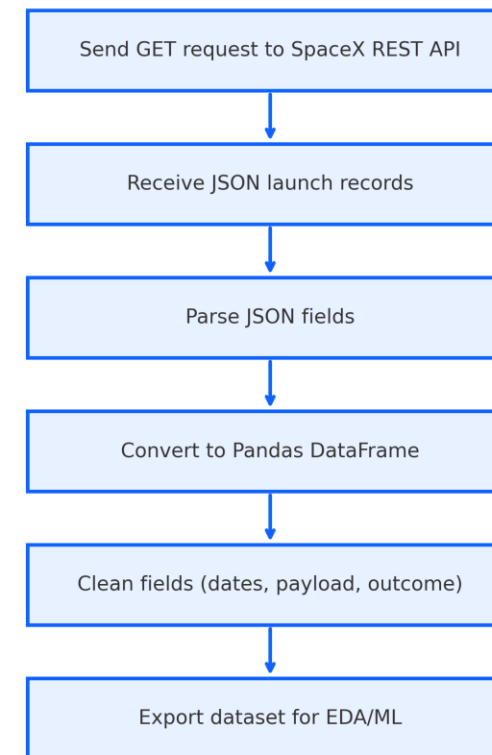 Send GET request to SpaceX REST API
Receive JSON launch records
Parse JSON fields
Convert to Pandas DataFrame
Clean fields (dates, payload, outcome)
Export dataset for EDA/ML